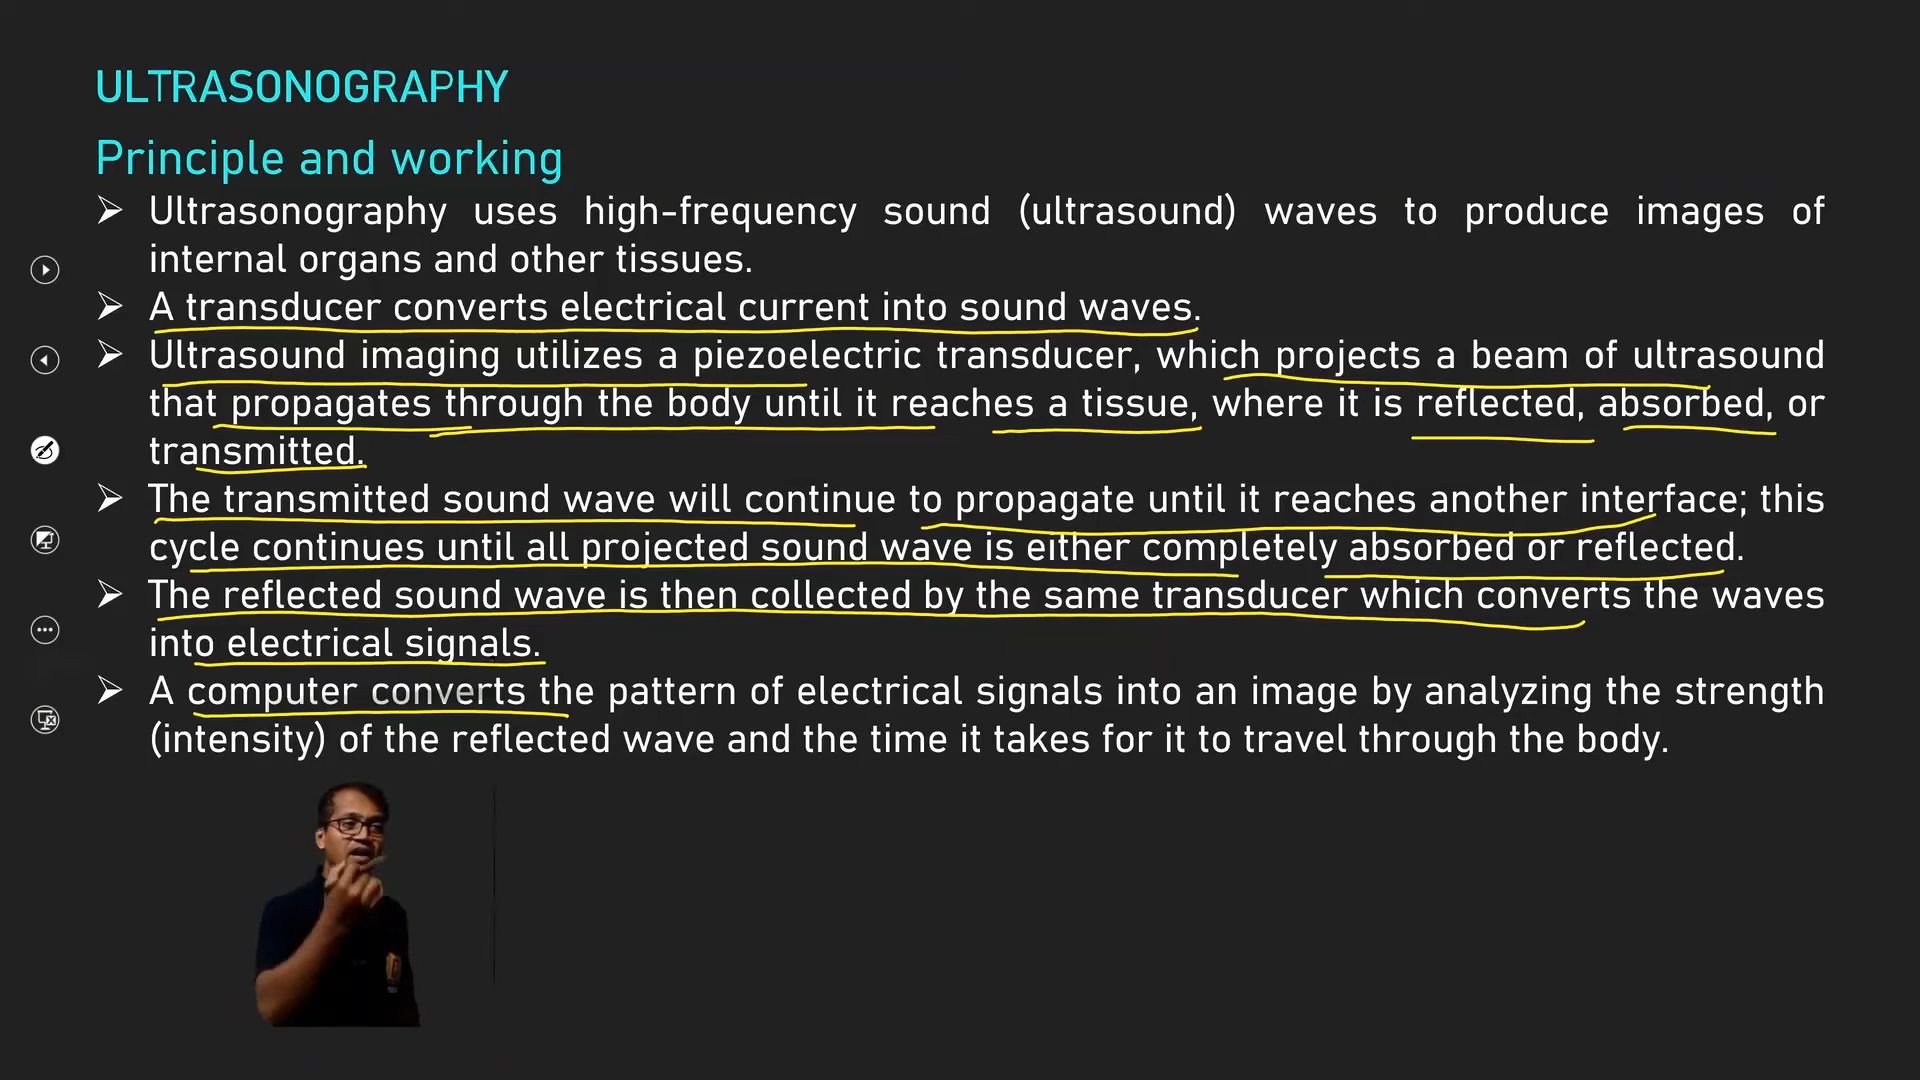 ULTRASONOGRAPHY
Principle and working
Ultrasonography uses high-frequency sound (ultrasound) waves to produce images of
internal organs and other tissues.
A transducer converts electrical current into sound waves.
Ultrasound imaging utilizes a piezoelectric transducer, which projects a beam of ultrasound
that propagates through the body until it reaches a tissue, where it is reflected, absorbed, or
transmitted.
The transmitted sound wave will continue to propagate until it reaches another interface; this
cycle continues until all projected sound wave is either completely absorbed or reflected.
The reflected sound wave is then collected by the same transducer which converts the waves
into electrical signals.
A computer converts the pattern of electrical signals into an image by analyzing the strength
(intensity) of the reflected wave and the time it takes for it to travel through the body.